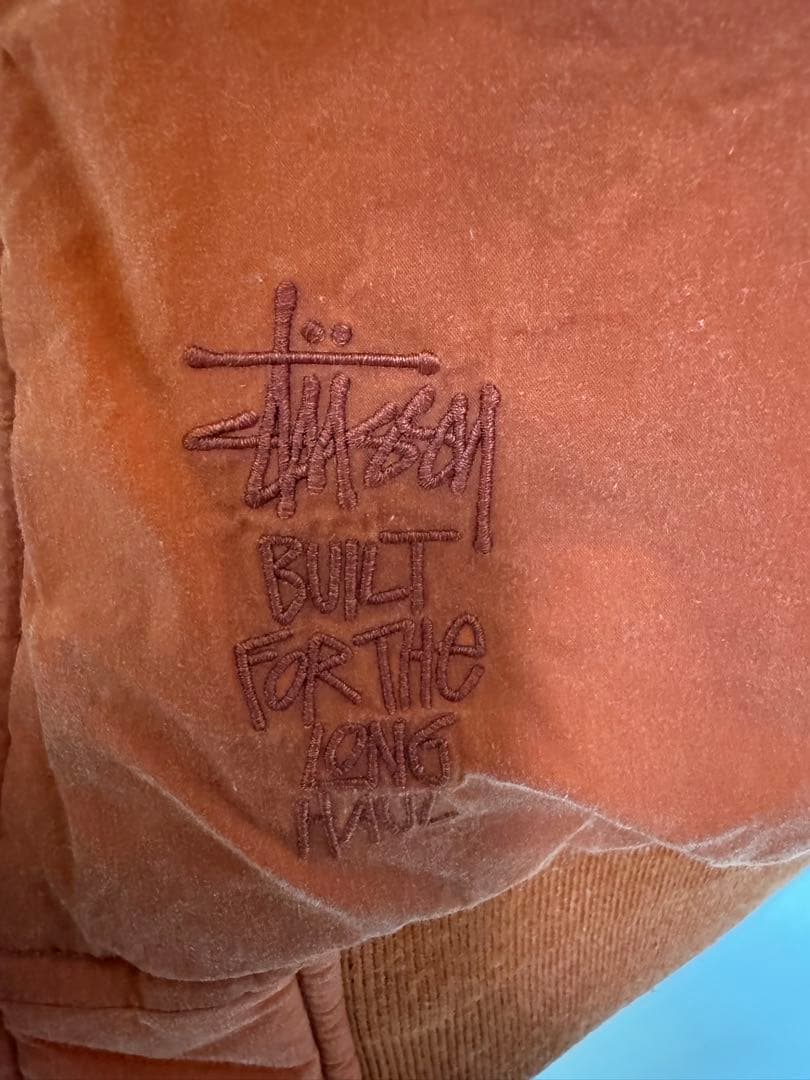 Stüssy
BUILT
FOR THe
LONG
HAUL